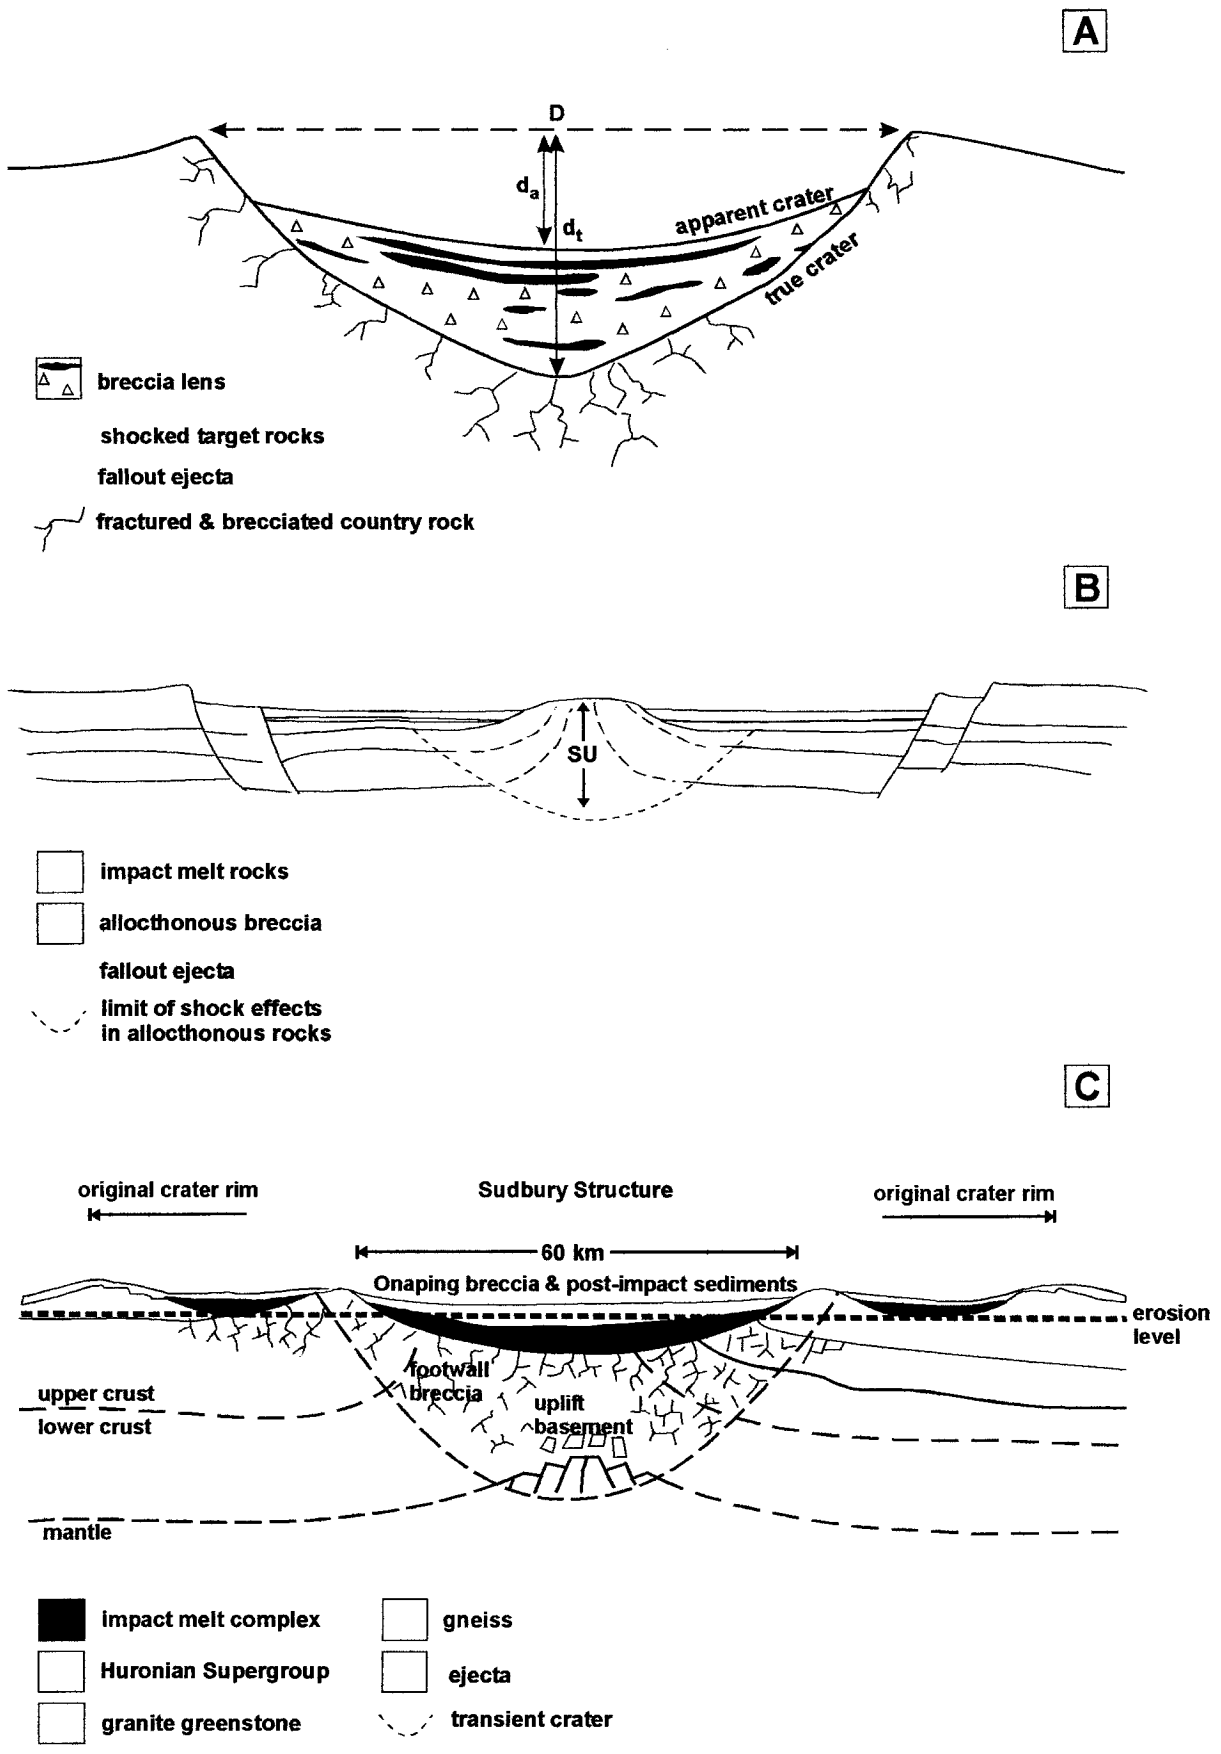 A
D
da
dt
apparent crater
true crater
breccia lens
shocked target rocks
fallout ejecta
fractured & brecciated country rock
B
SU
impact melt rocks
allocthonous breccia
fallout ejecta
limit of shock effects
in allocthonous rocks
C
original crater rim
Sudbury Structure
original crater rim
60 km
Onaping breccia & post-impact sediments
erosion
level
footwall
breccia
upper crust
lower crust
uplift
basement
mantle
impact melt complex
gneiss
Huronian Supergroup
ejecta
granite greenstone
transient crater